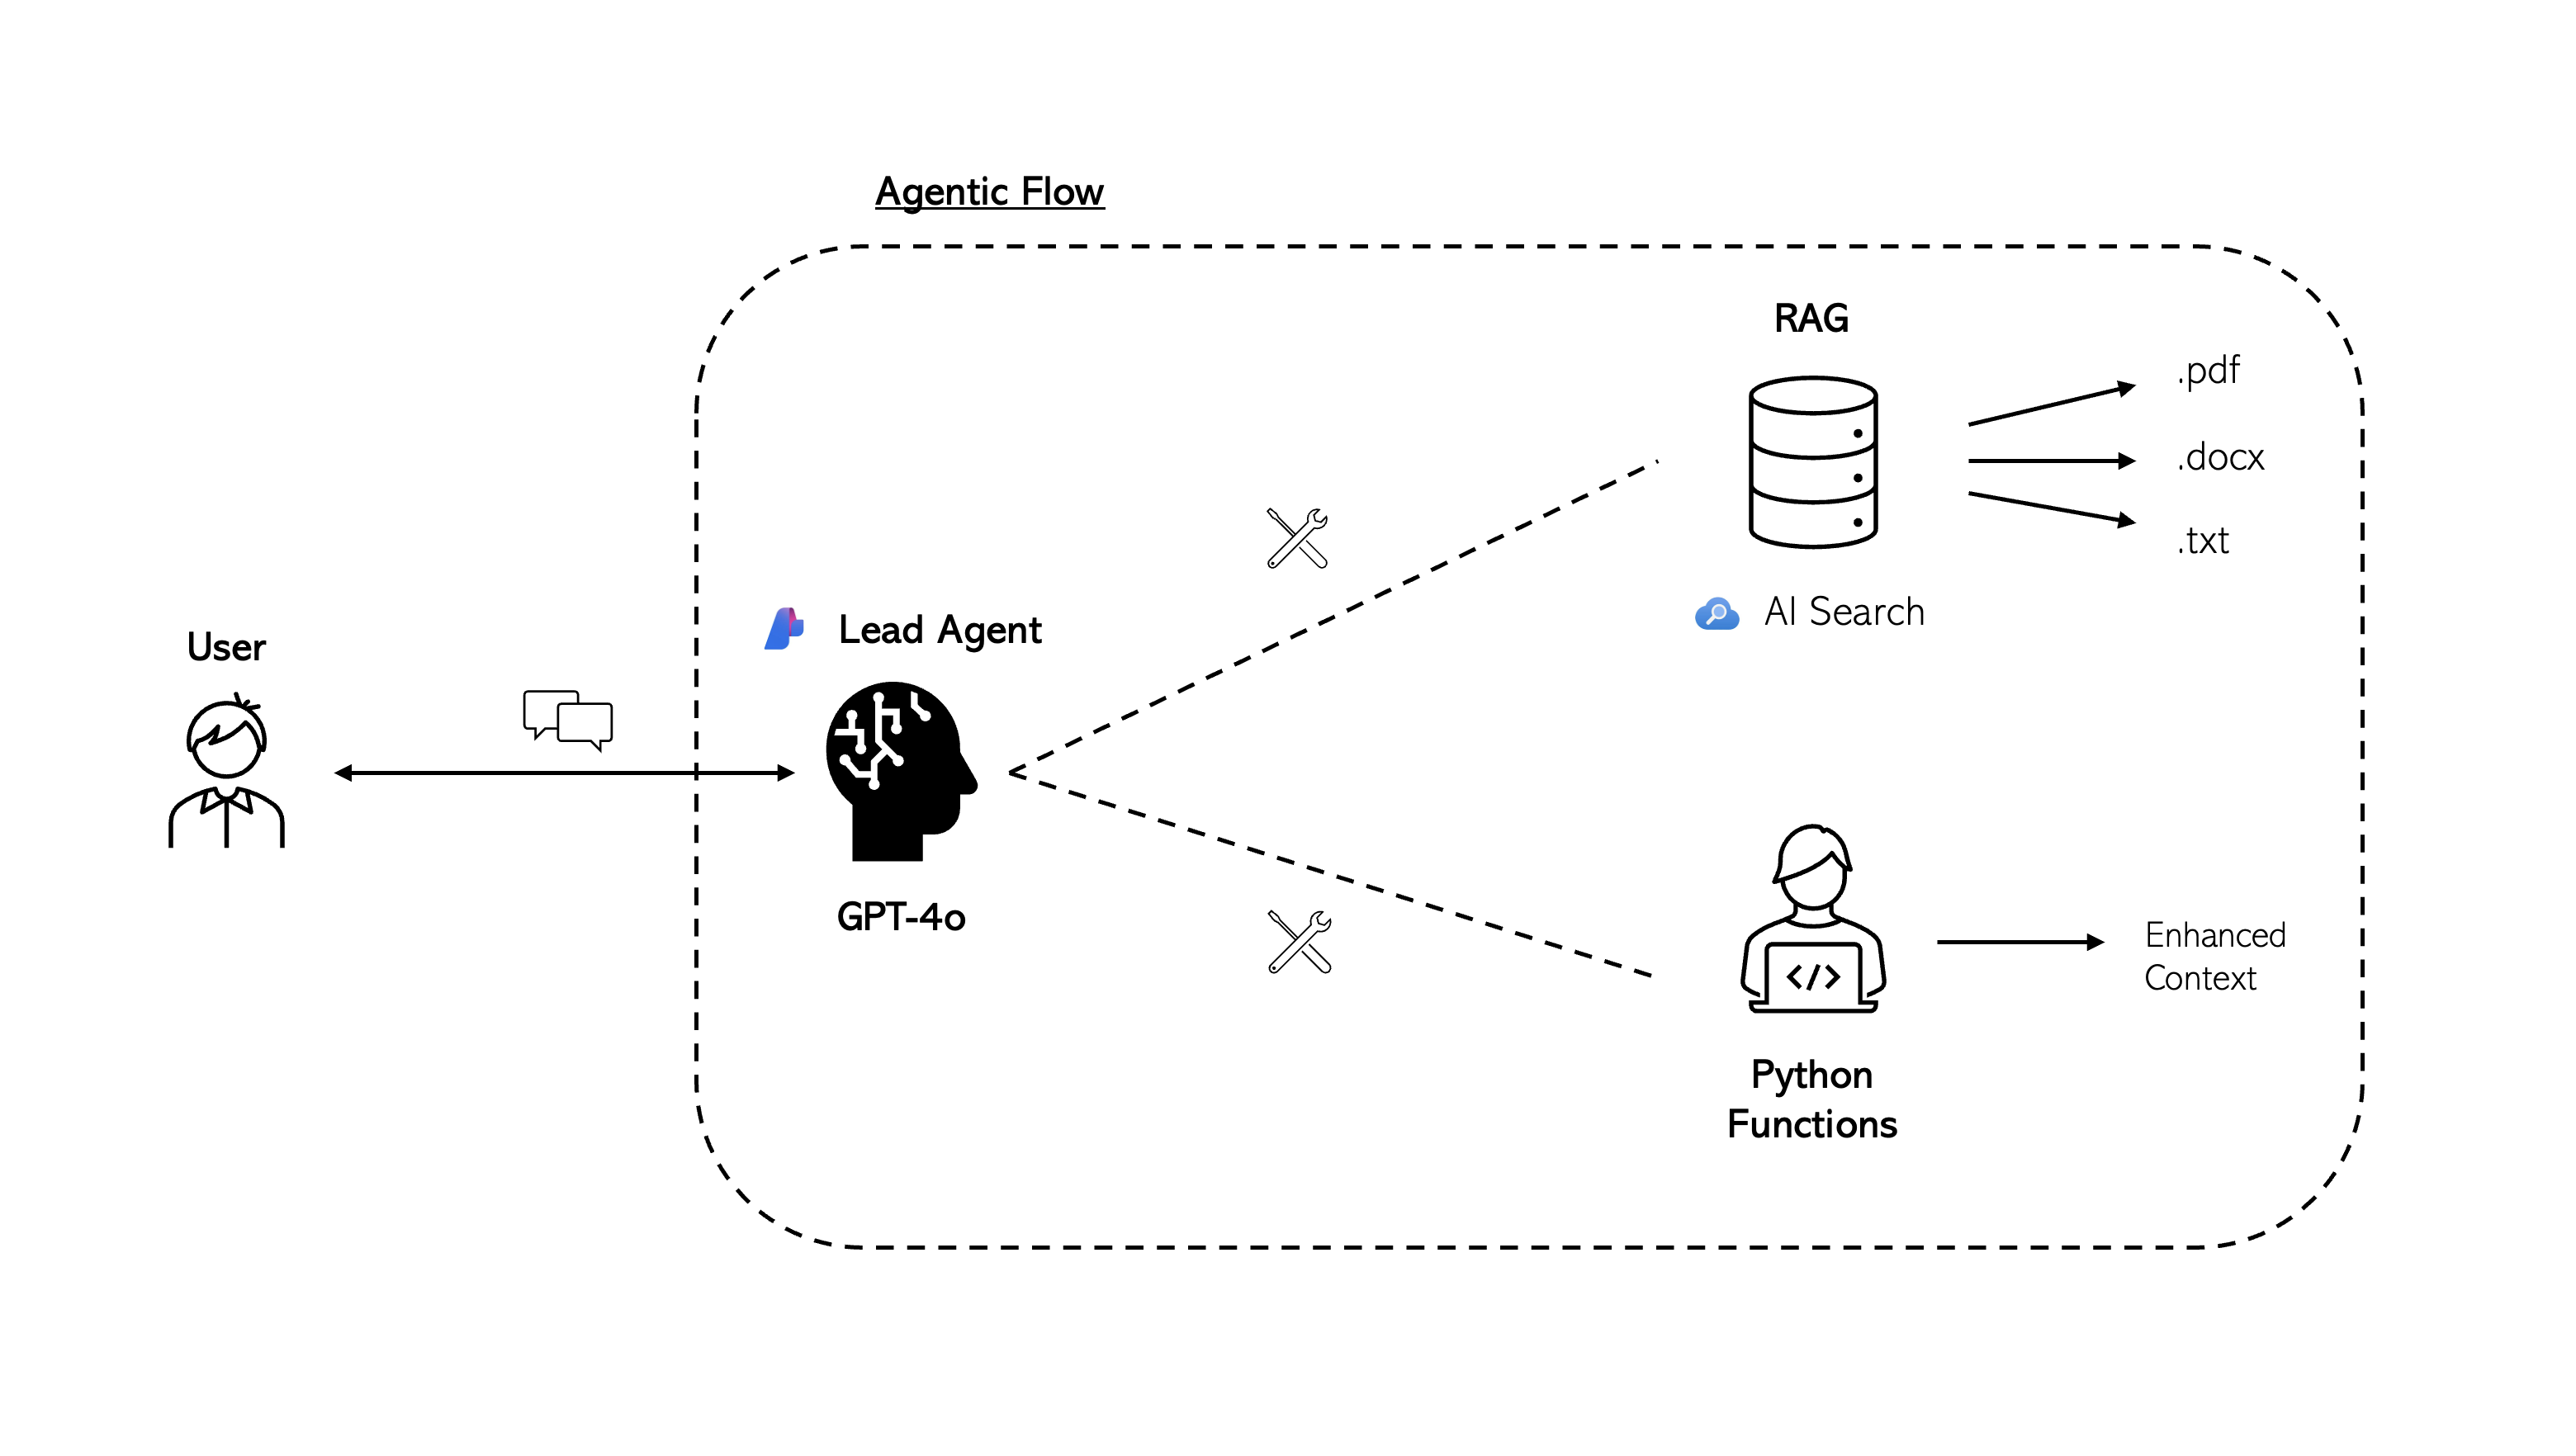 Agentic Flow
RAG
.pdf
.docx
.txt
AI Search
Lead Agent
User
GPT-4o
</>
Enhanced
Context
Python
Functions